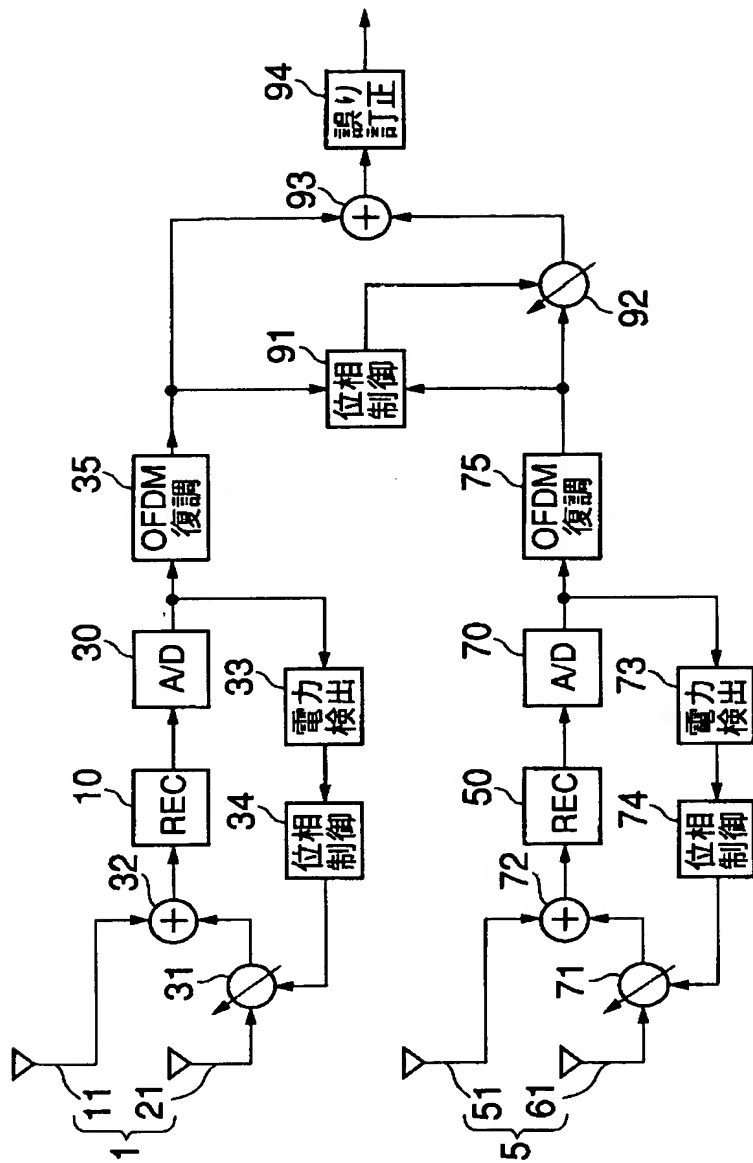 1
11
21
31
32
10
REC
30
A/D
33
電力
検出
34
位相
制御
35
OFDM
復調
5
51
61
71
72
50
REC
70
A/D
73
電力
検出
74
位相
制御
75
OFDM
復調
91
位相
制御
92
93
+
+
+
94
誤り
訂正